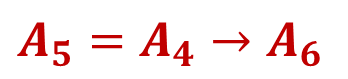 A₅ = A₄ → A₆